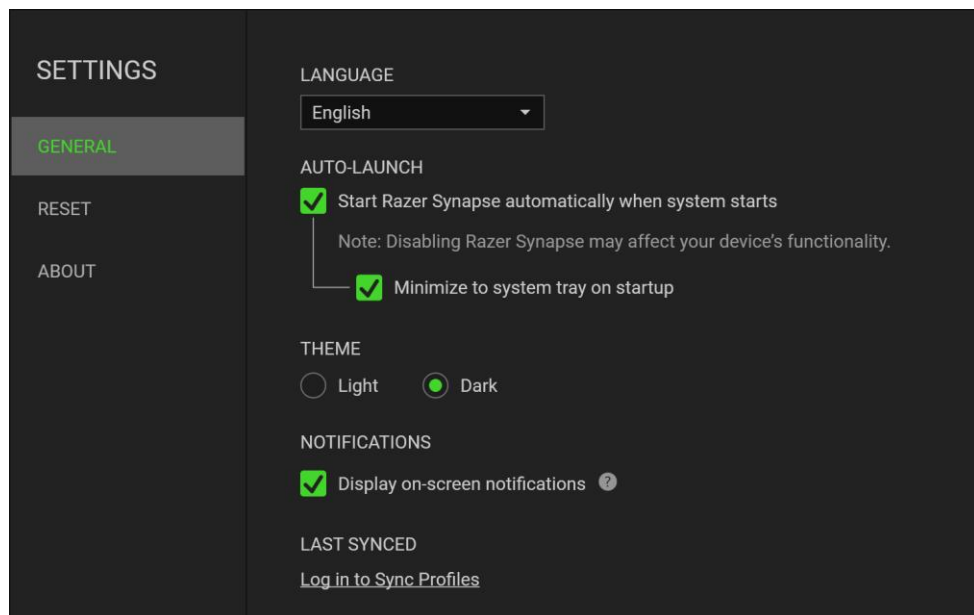 SETTINGS
GENERAL
RESET
ABOUT
LANGUAGE
English
AUTO-LAUNCH
Start Razer Synapse automatically when system starts
Note: Disabling Razer Synapse may affect your device’s functionality.
Minimize to system tray on startup
THEME
Light Dark
NOTIFICATIONS
Display on-screen notifications ?
LAST SYNCED
Log in to Sync Profiles